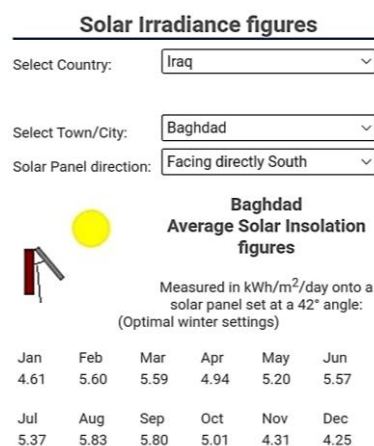 Solar Irradiance figures
Select Country: Iraq
Select Town/City: Baghdad
Solar Panel direction: Facing directly South
Baghdad
Average Solar Insolation
figures
Measured in kWh/m²/day onto a
solar panel set at a 42° angle:
(Optimal winter settings)
Jan Feb Mar Apr May Jun
4.61 5.60 5.59 4.94 5.20 5.57
Jul Aug Sep Oct Nov Dec
5.37 5.83 5.80 5.01 4.31 4.25